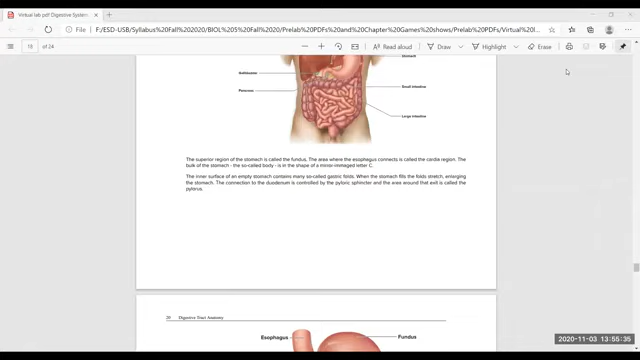 Virtual lab pdf Digestive System
F:/ESD-USB/Syllabus%20Fall%202020/BIOL%205%20Fall%202020/Prelab%20PDFs%20and%20Chapter%20Games%20shows/Prelab%20PDFs/Virtual%20l...
File
18 of 24
Read aloud
Draw
Highlight
Erase
Stomach
Gallbladder
Pancreas
Small intestine
Large intestine
The superior region of the stomach is called the fundus. The area where the esophagus connects is called the cardia region. The
bulk of the stomach - the so-called body - is in the shape of a mirror-immaged letter C.
The inner surface of an empty stomach contains many so-called gastric folds. When the stomach fills the folds stretch, enlarging
the stomach. The connection to the duodenum is controlled by the pyloric sphincter and the area around that exit is called the
pylorus.
20 Digestive Tract Anatomy
Esophagus
Fundus
2020-11-03 13:55:35